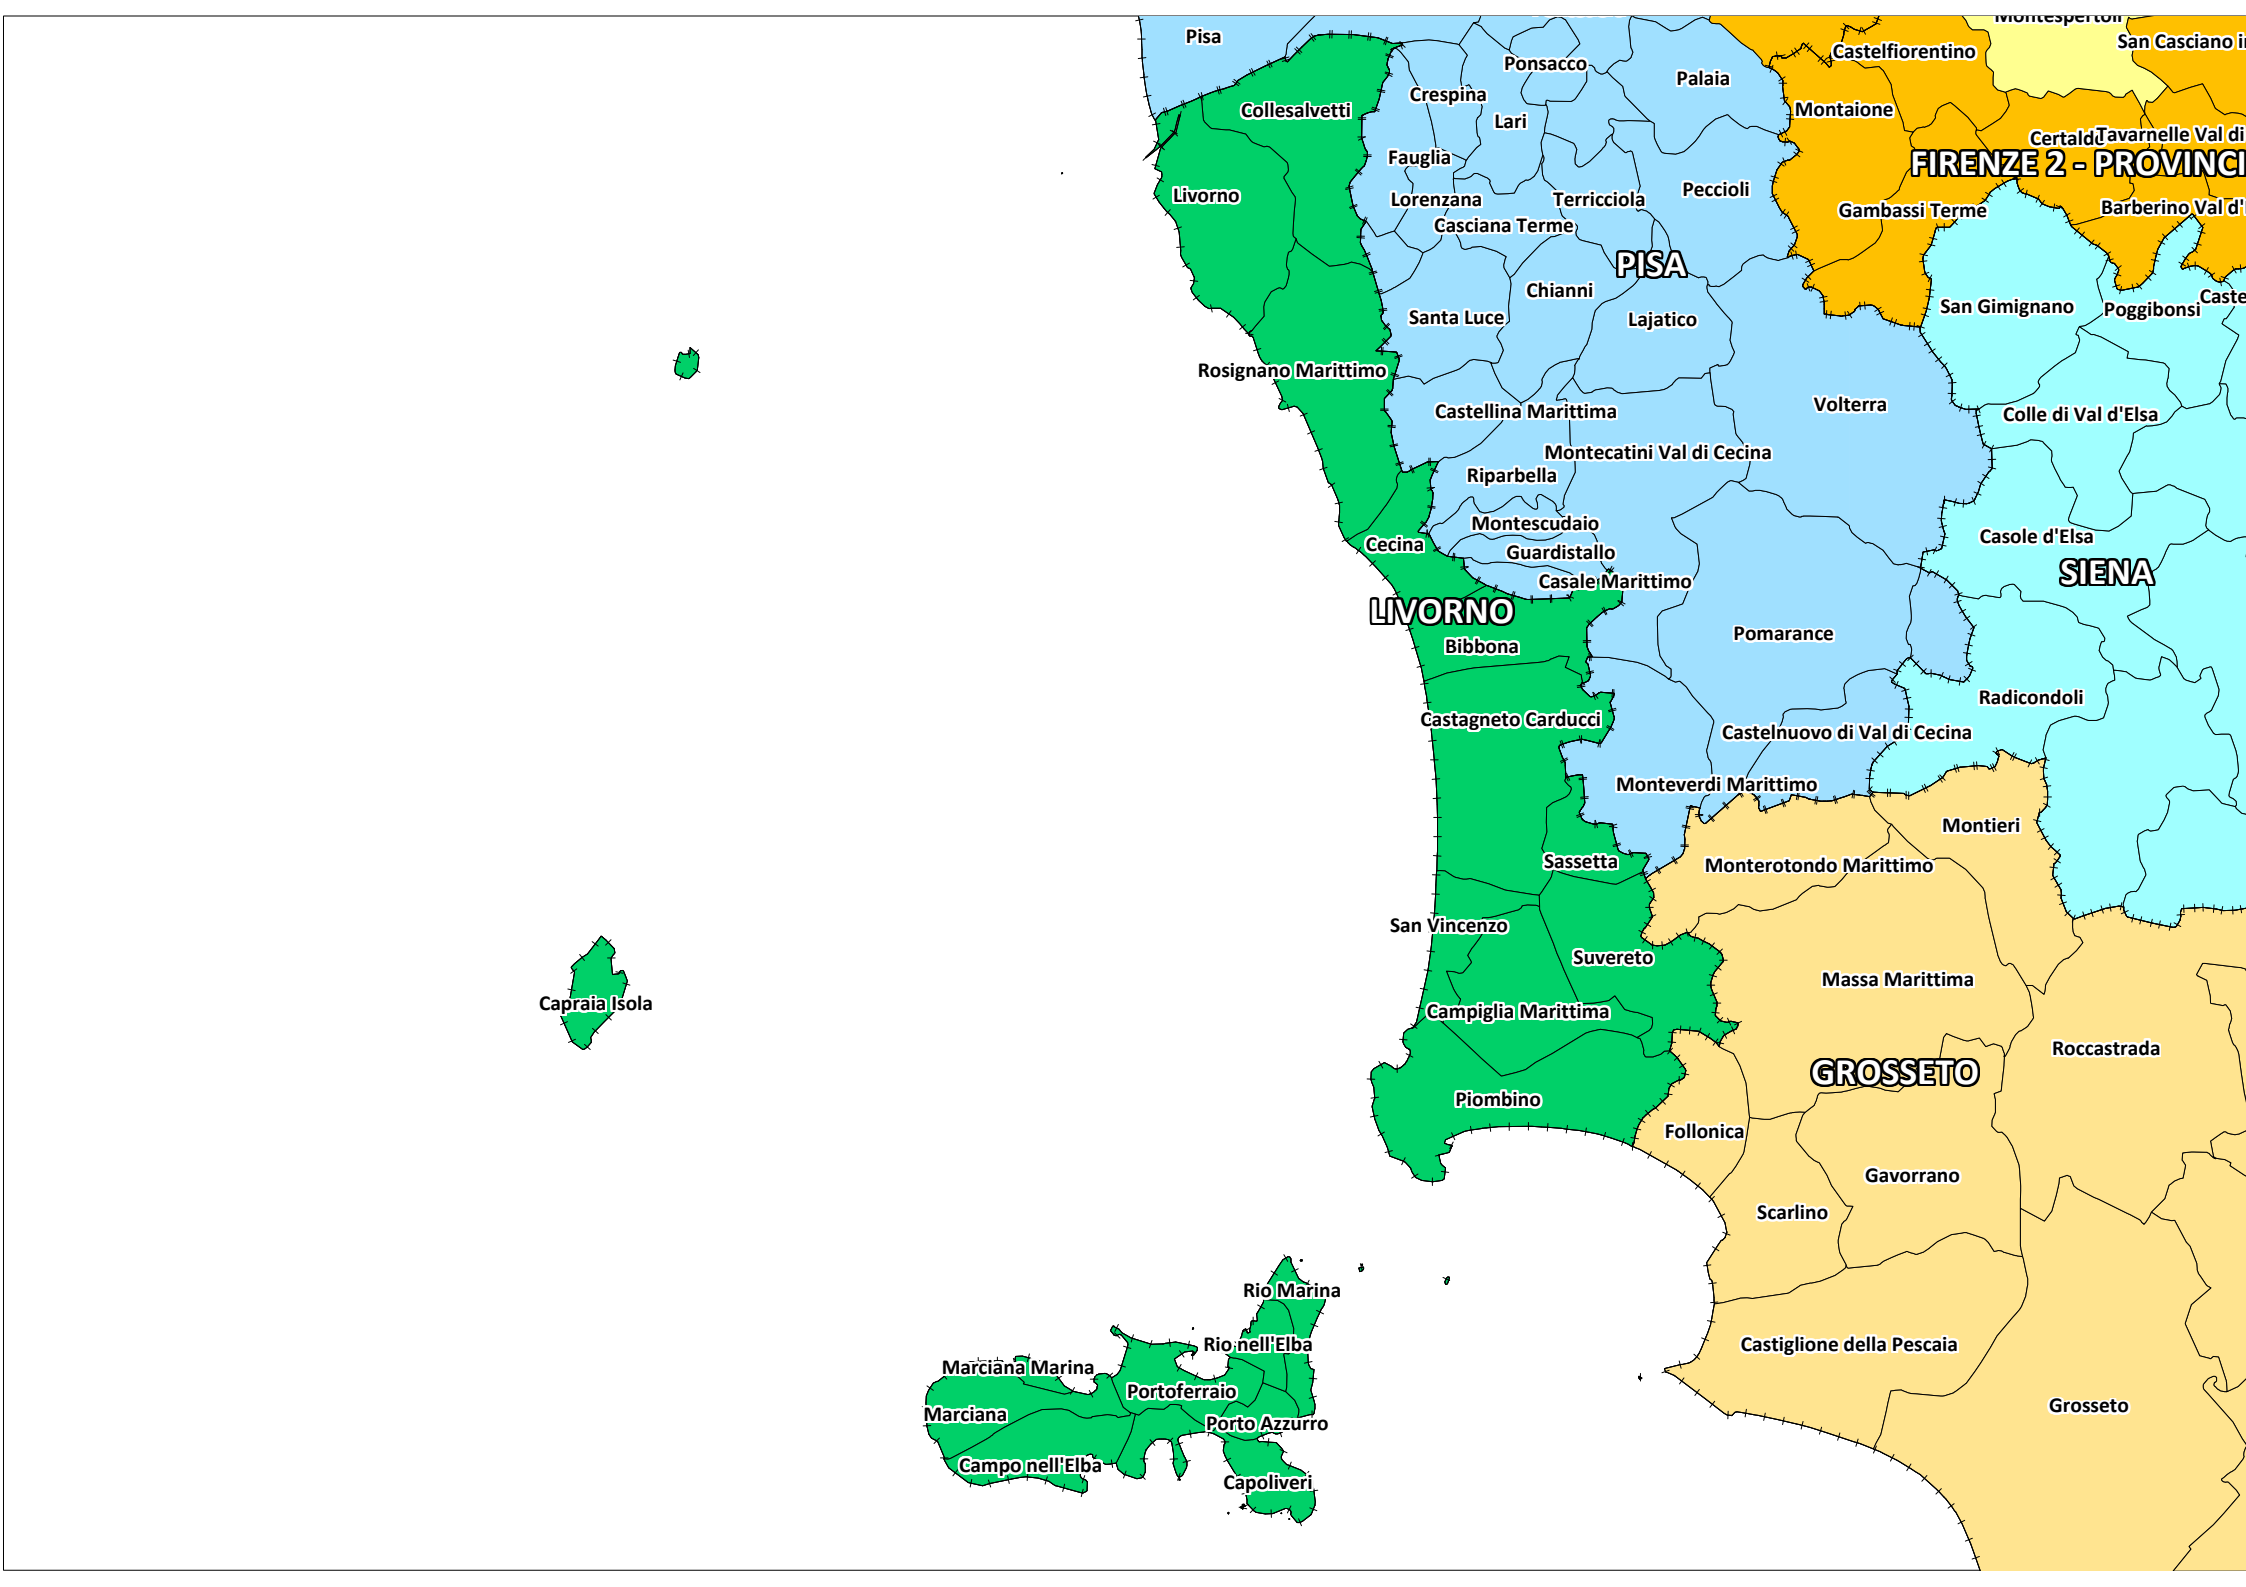 Montespertoli
Pisa
San Casciano i
Castelfiorentino
Ponsacco
Palaia
Crespina
Collesalvetti
Montaione
Lari
Certaldo
Tavarnelle Val di
Fauglia
FIRENZE 2 - PROVINCI
Peccioli
Livorno
Lorenzana
Terricciola
Gambassi Terme
Barberino Val d'
Casciana Terme
PISA
Chianni
San Gimignano
Poggibonsi
Caste
Santa Luce
Lajatico
Rosignano Marittimo
Castellina Marittima
Volterra
Colle di Val d'Elsa
Montecatini Val di Cecina
Riparbella
Montescudaio
Casole d'Elsa
Cecina
Guardistallo
SIENA
Casale Marittimo
LIVORNO
Bibbona
Pomarance
Radicondoli
Castagneto Carducci
Castelnuovo di Val di Cecina
Monteverdi Marittimo
Montieri
Sassetta
Monterotondo Marittimo
San Vincenzo
Suvereto
Massa Marittima
Capraia Isola
Campiglia Marittima
Roccastrada
GROSSETO
Piombino
Follonica
Gavorrano
Scarlino
Rio Marina
Rio nell'Elba
Castiglione della Pescaia
Marciana Marina
Portoferraio
Grosseto
Marciana
Porto Azzurro
Campo nell'Elba
Capoliveri